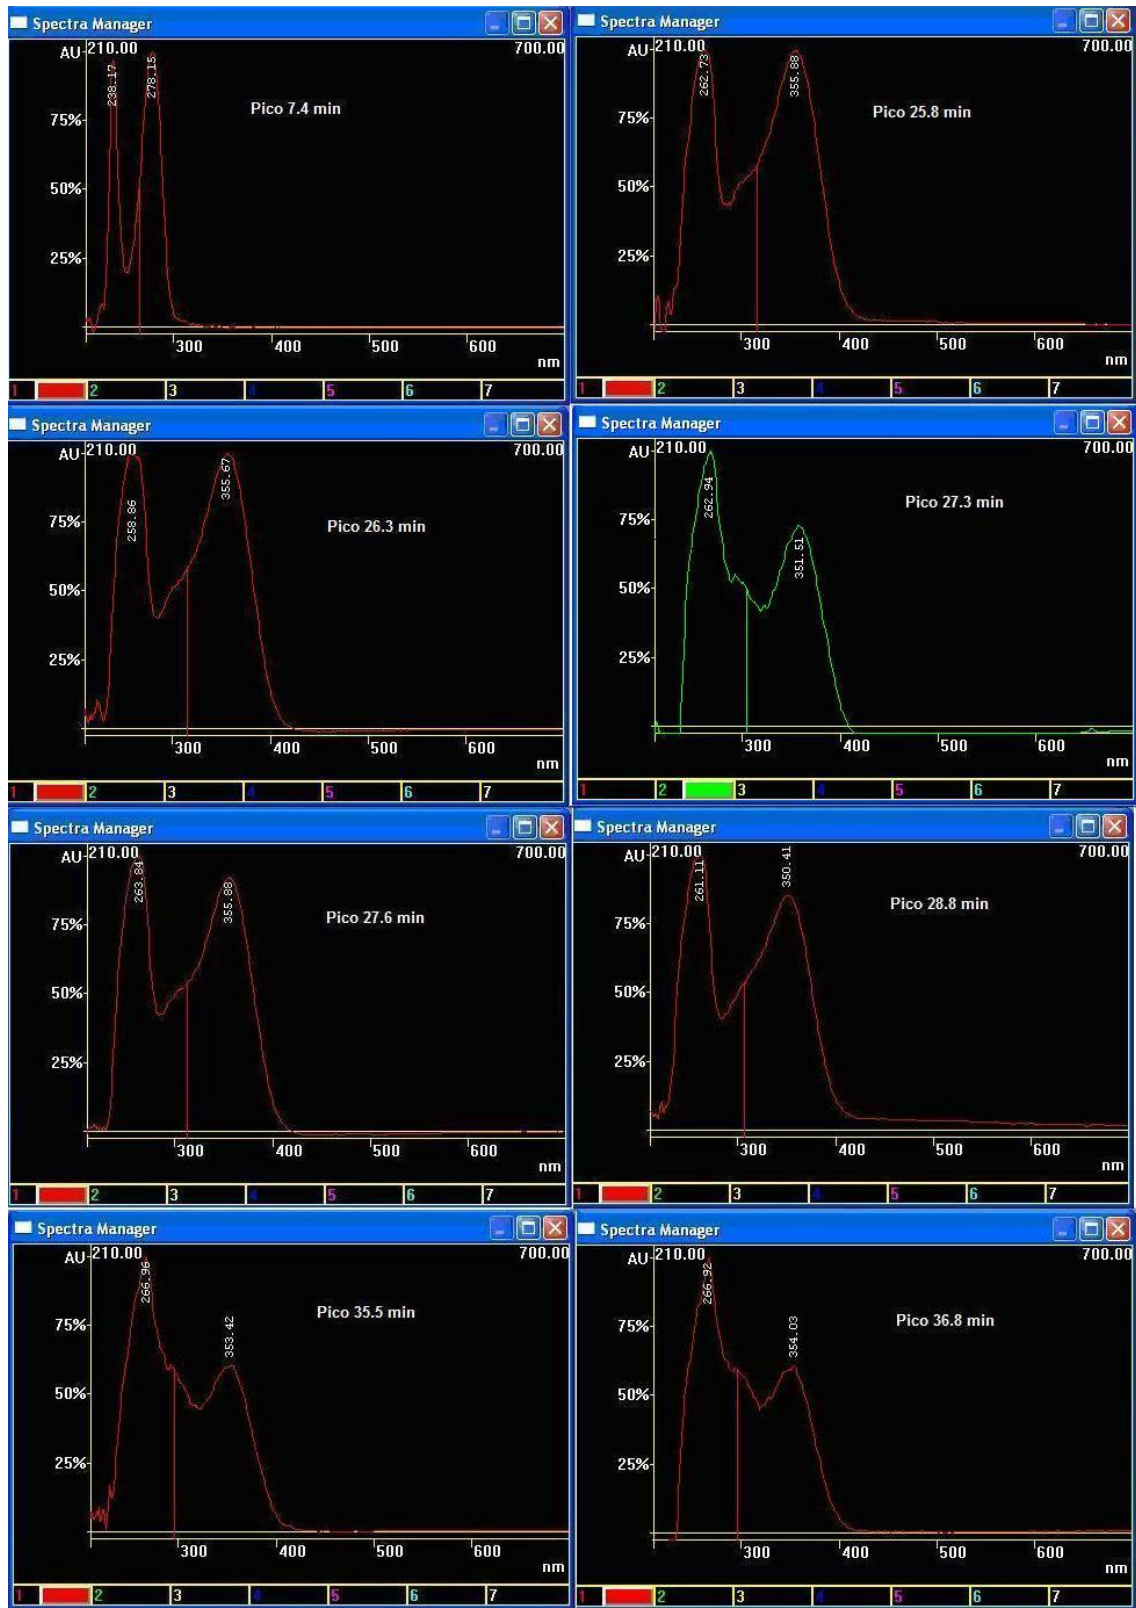 Spectra Manager
AU 210.00 700.00
238.17
278.15
75%
50%
25%
Pico 7.4 min
300 400 500 600
nm
1 2 3 4 5 6 7
Spectra Manager
AU 210.00 700.00
262.73
355.88
75%
50%
25%
Pico 25.8 min
300 400 500 600
nm
1 2 3 4 5 6 7
Spectra Manager
AU 210.00 700.00
258.86
355.67
75%
50%
25%
Pico 26.3 min
300 400 500 600
nm
1 2 3 4 5 6 7
Spectra Manager
AU 210.00 700.00
262.94
351.51
75%
50%
25%
Pico 27.3 min
300 400 500 600
nm
1 2 3 4 5 6 7
Spectra Manager
AU 210.00 700.00
263.84
355.88
75%
50%
25%
Pico 27.6 min
300 400 500 600
nm
1 2 3 4 5 6 7
Spectra Manager
AU 210.00 700.00
261.11
350.41
75%
50%
25%
Pico 28.8 min
300 400 500 600
nm
1 2 3 4 5 6 7
Spectra Manager
AU 210.00 700.00
266.96
353.42
75%
50%
25%
Pico 35.5 min
300 400 500 600
nm
1 2 3 4 5 6 7
Spectra Manager
AU 210.00 700.00
266.92
354.03
75%
50%
25%
Pico 36.8 min
300 400 500 600
nm
1 2 3 4 5 6 7